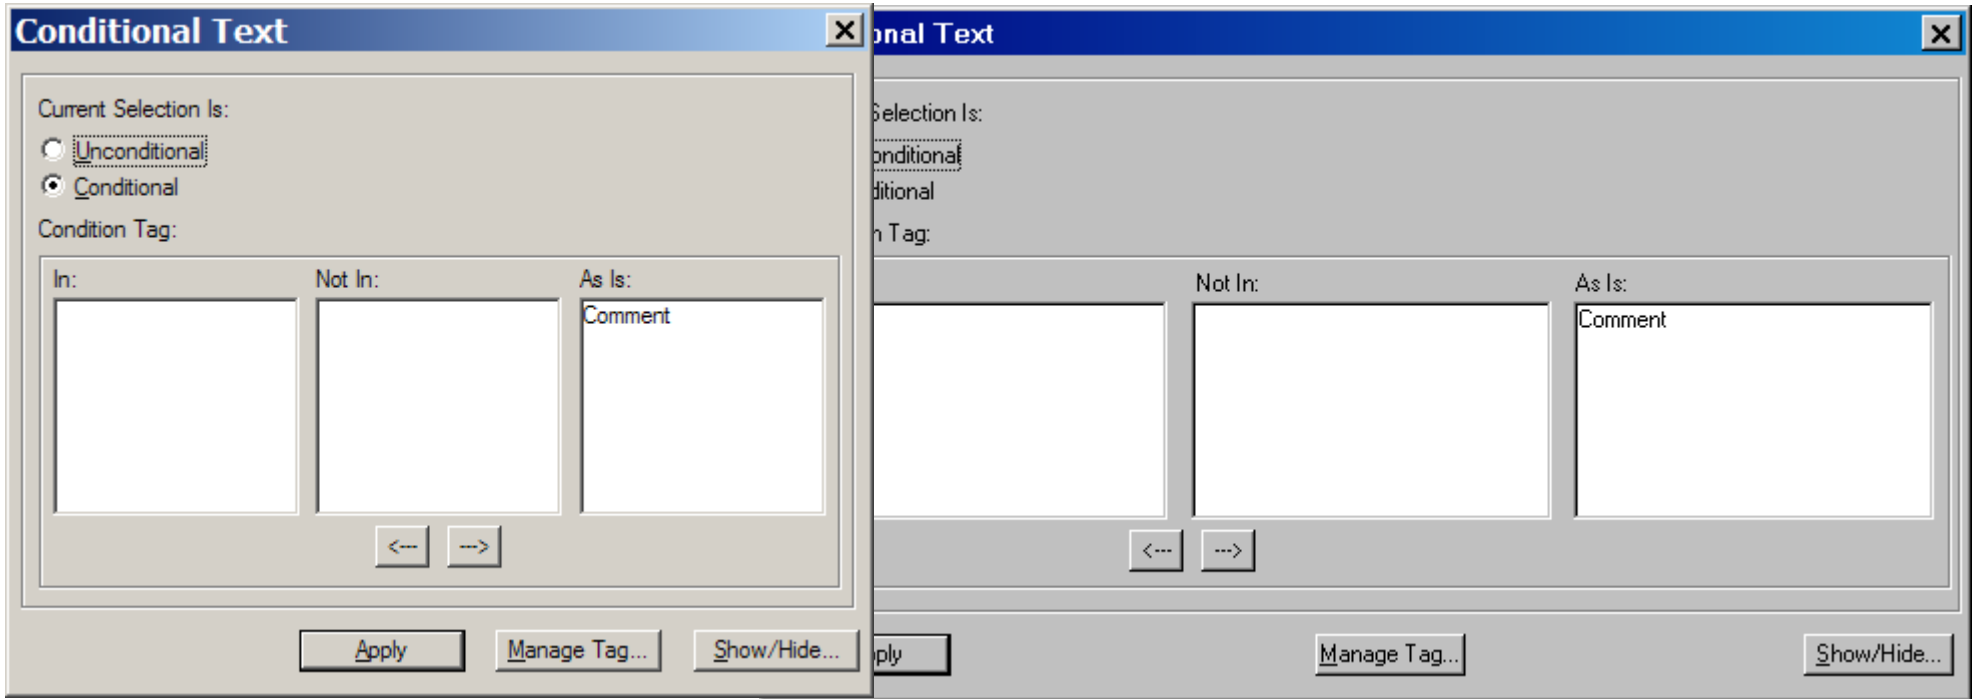 Conditional Text
Current Selection Is:
Unconditional
Conditional
Condition Tag:
In:
Not In:
As Is:
Comment
<---
--->
Apply
Manage Tag...
Show/Hide...
onal Text
Selection Is:
onditional
ditional
n Tag:
Not In:
As Is:
Comment
<---
--->
pply
Manage Tag...
Show/Hide...